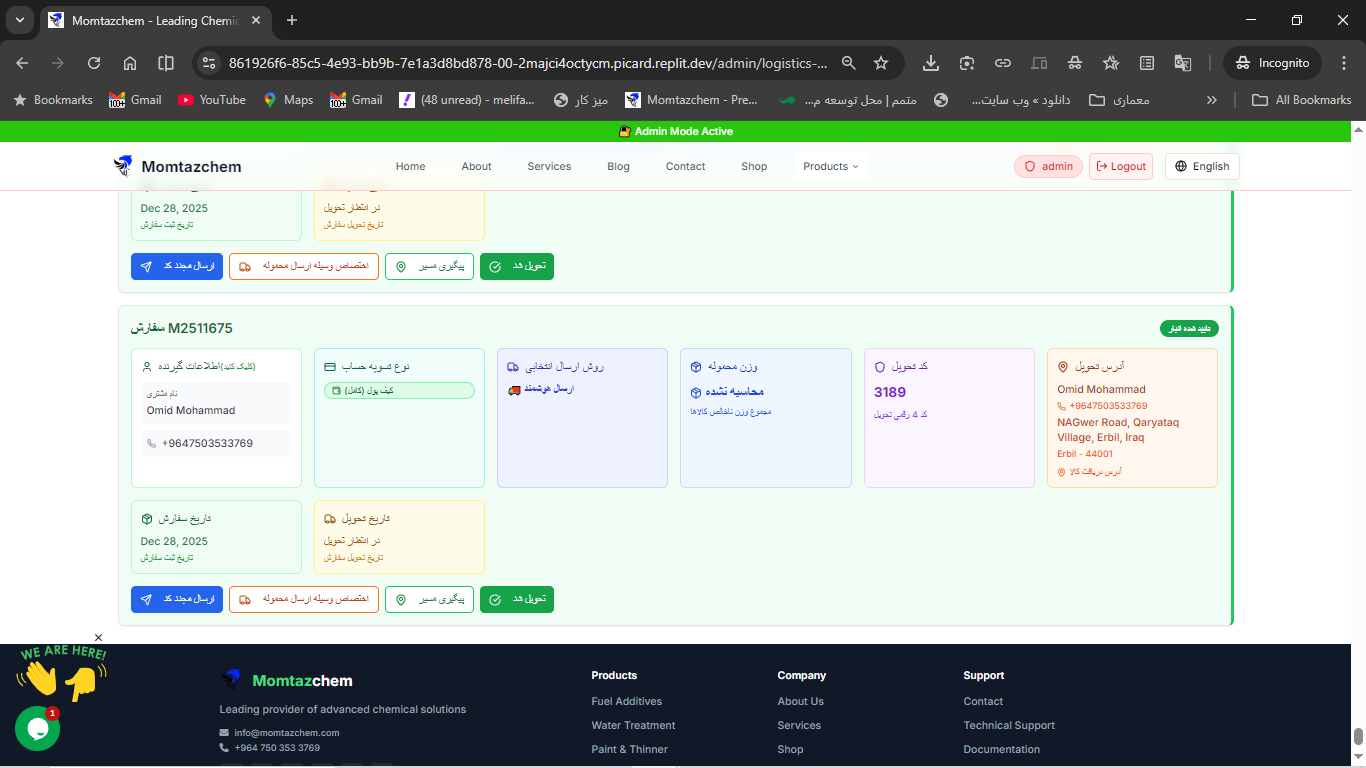 Momtazchem - Leading Chemic
861926f6-85c5-4e93-bb9b-7e1a3d8bd878-00-2majci4octycm.picard.replit.dev/admin/logistics-...
Incognito
Bookmarks
Gmail
YouTube
Maps
Gmail
(48 unread) - melifa...
میز کار
Momtazchem - Pre...
متمم | محل توسعه م...
دانلود » وب سایت...
معماری
»
All Bookmarks
Admin Mode Active
Momtazchem
Home
About
Services
Blog
Contact
Shop
Products
admin
Logout
English
Dec 28, 2025
تاریخ ثبت سفارش
در انتظار تحویل
تاریخ تحویل سفارش
ارسال مجدد کد
اختصاص وسیله ارسال محموله
پیگیری مسیر
تحویل شد
سفارش M2511675
تایید شده انبار
اطلاعات گیرنده (کلیک کنید)
نام مشتری
Omid Mohammad
+9647503533769
نوع تسویه حساب
کیف پول (کامل)
روش ارسال انتخابی
ارسال هوشمند
وزن محموله
محاسبه نشده
مجموع وزن ناخالص کالاها
کد تحویل
3189
کد 4 رقمی تحویل
آدرس تحویل
Omid Mohammad
+9647503533769
NAGwer Road, Qaryataq
Village, Erbil, Iraq
Erbil - 44001
آدرس دریافت کالا
تاریخ سفارش
Dec 28, 2025
تاریخ ثبت سفارش
تاریخ تحویل
در انتظار تحویل
تاریخ تحویل سفارش
ارسال مجدد کد
اختصاص وسیله ارسال محموله
پیگیری مسیر
تحویل شد
WE ARE HERE!
1
Momtazchem
Leading provider of advanced chemical solutions
info@momtazchem.com
+964 750 353 3769
Products
Fuel Additives
Water Treatment
Paint & Thinner
Company
About Us
Services
Shop
Support
Contact
Technical Support
Documentation